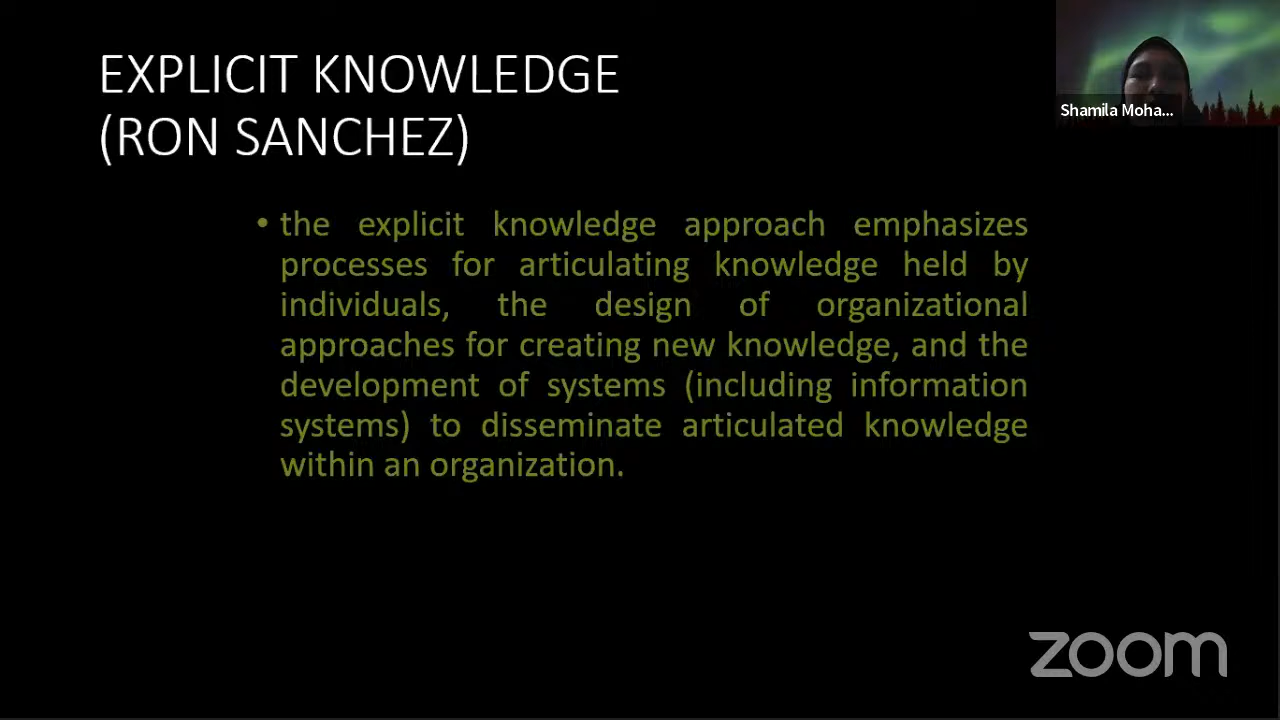 EXPLICIT KNOWLEDGE
(RON SANCHEZ)
Shamila Moha...
• the explicit knowledge approach emphasizes
processes for articulating knowledge held by
individuals, the design of organizational
approaches for creating new knowledge, and the
development of systems (including information
systems) to disseminate articulated knowledge
within an organization.
zoom